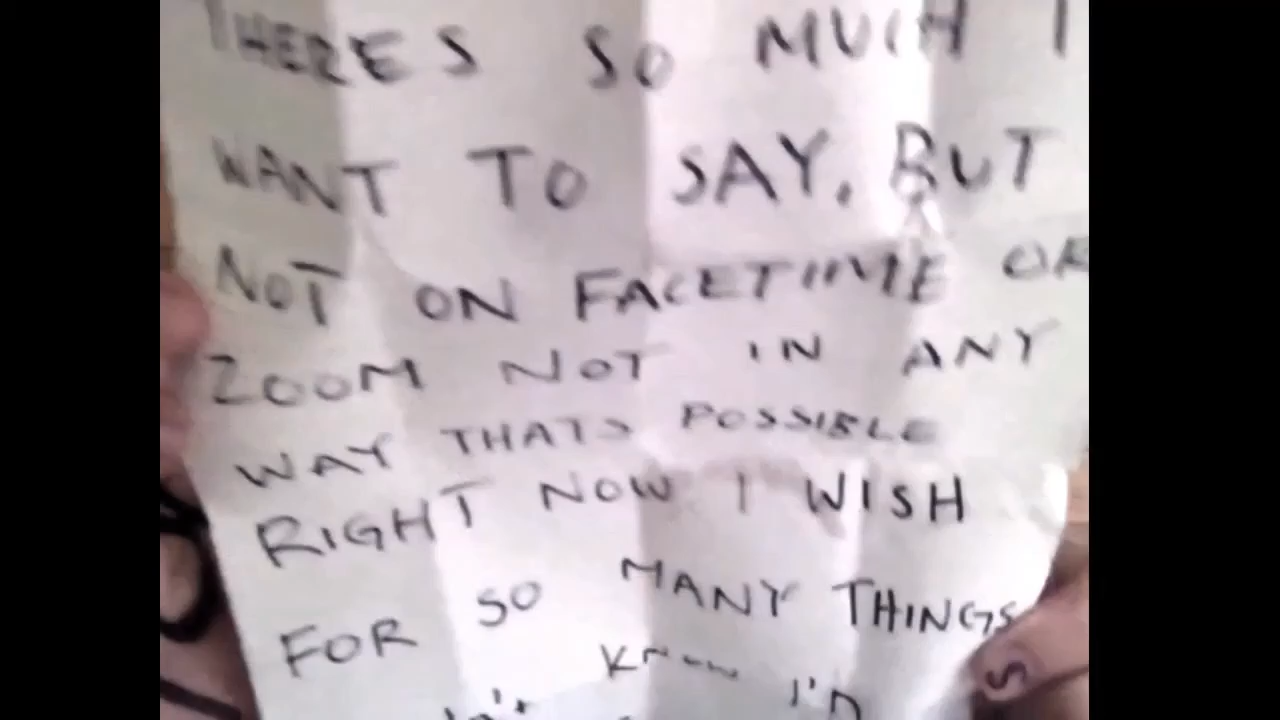 THERES SO MUCH I
WANT TO SAY. BUT
NOT ON FACETIME OR
ZOOM NOT IN ANY
WAY THATS POSSIBLE
RIGHT NOW I WISH
FOR SO MANY THINGS
KNOW I'D